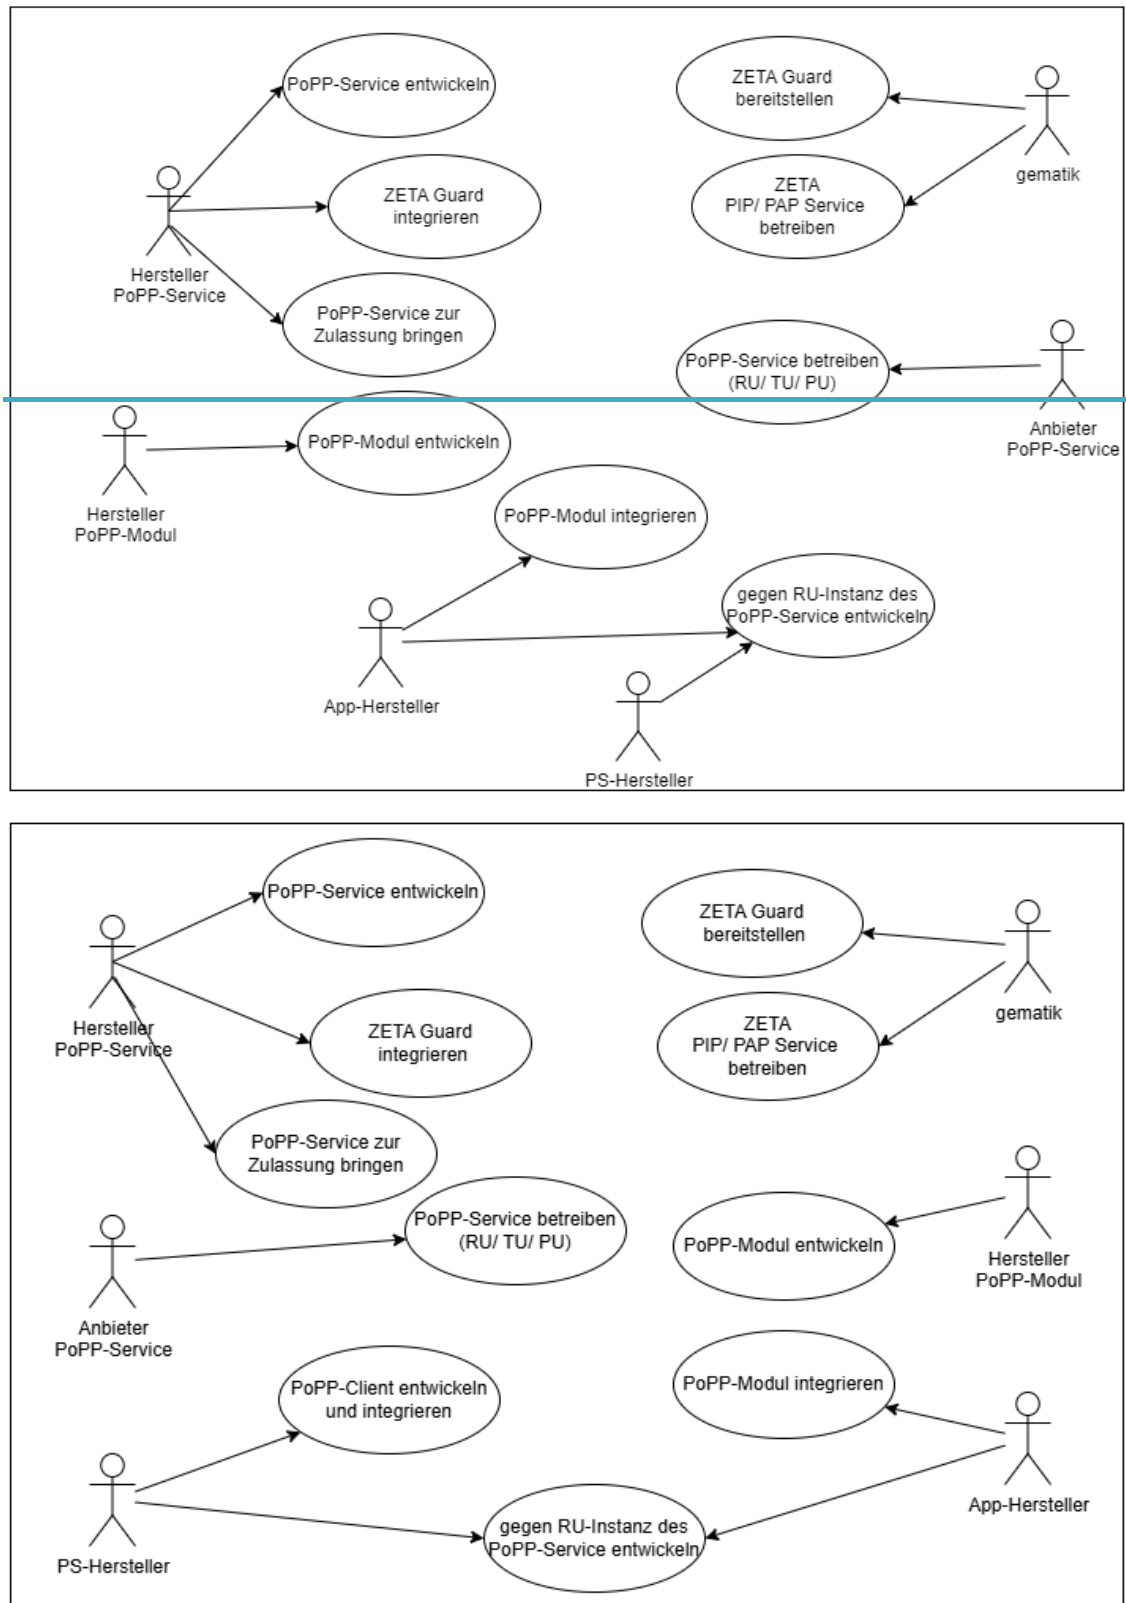 PoPP-Service entwickeln
ZETA Guard
bereitstellen
gematik
ZETA Guard
integrieren
ZETA
PIP/ PAP Service
betreiben
Hersteller
PoPP-Service
PoPP-Service zur
Zulassung bringen
PoPP-Service betreiben
(RU/ TU/ PU)
Anbieter
PoPP-Service
PoPP-Modul entwickeln
Hersteller
PoPP-Modul
PoPP-Modul integrieren
gegen RU-Instanz des
PoPP-Service entwickeln
App-Hersteller
PS-Hersteller
PoPP-Service entwickeln
ZETA Guard
bereitstellen
gematik
Hersteller
PoPP-Service
ZETA Guard
integrieren
ZETA
PIP/ PAP Service
betreiben
PoPP-Service zur
Zulassung bringen
PoPP-Service betreiben
(RU/ TU/ PU)
PoPP-Modul entwickeln
Hersteller
PoPP-Modul
Anbieter
PoPP-Service
PoPP-Client entwickeln
und integrieren
PoPP-Modul integrieren
App-Hersteller
gegen RU-Instanz des
PoPP-Service entwickeln
PS-Hersteller